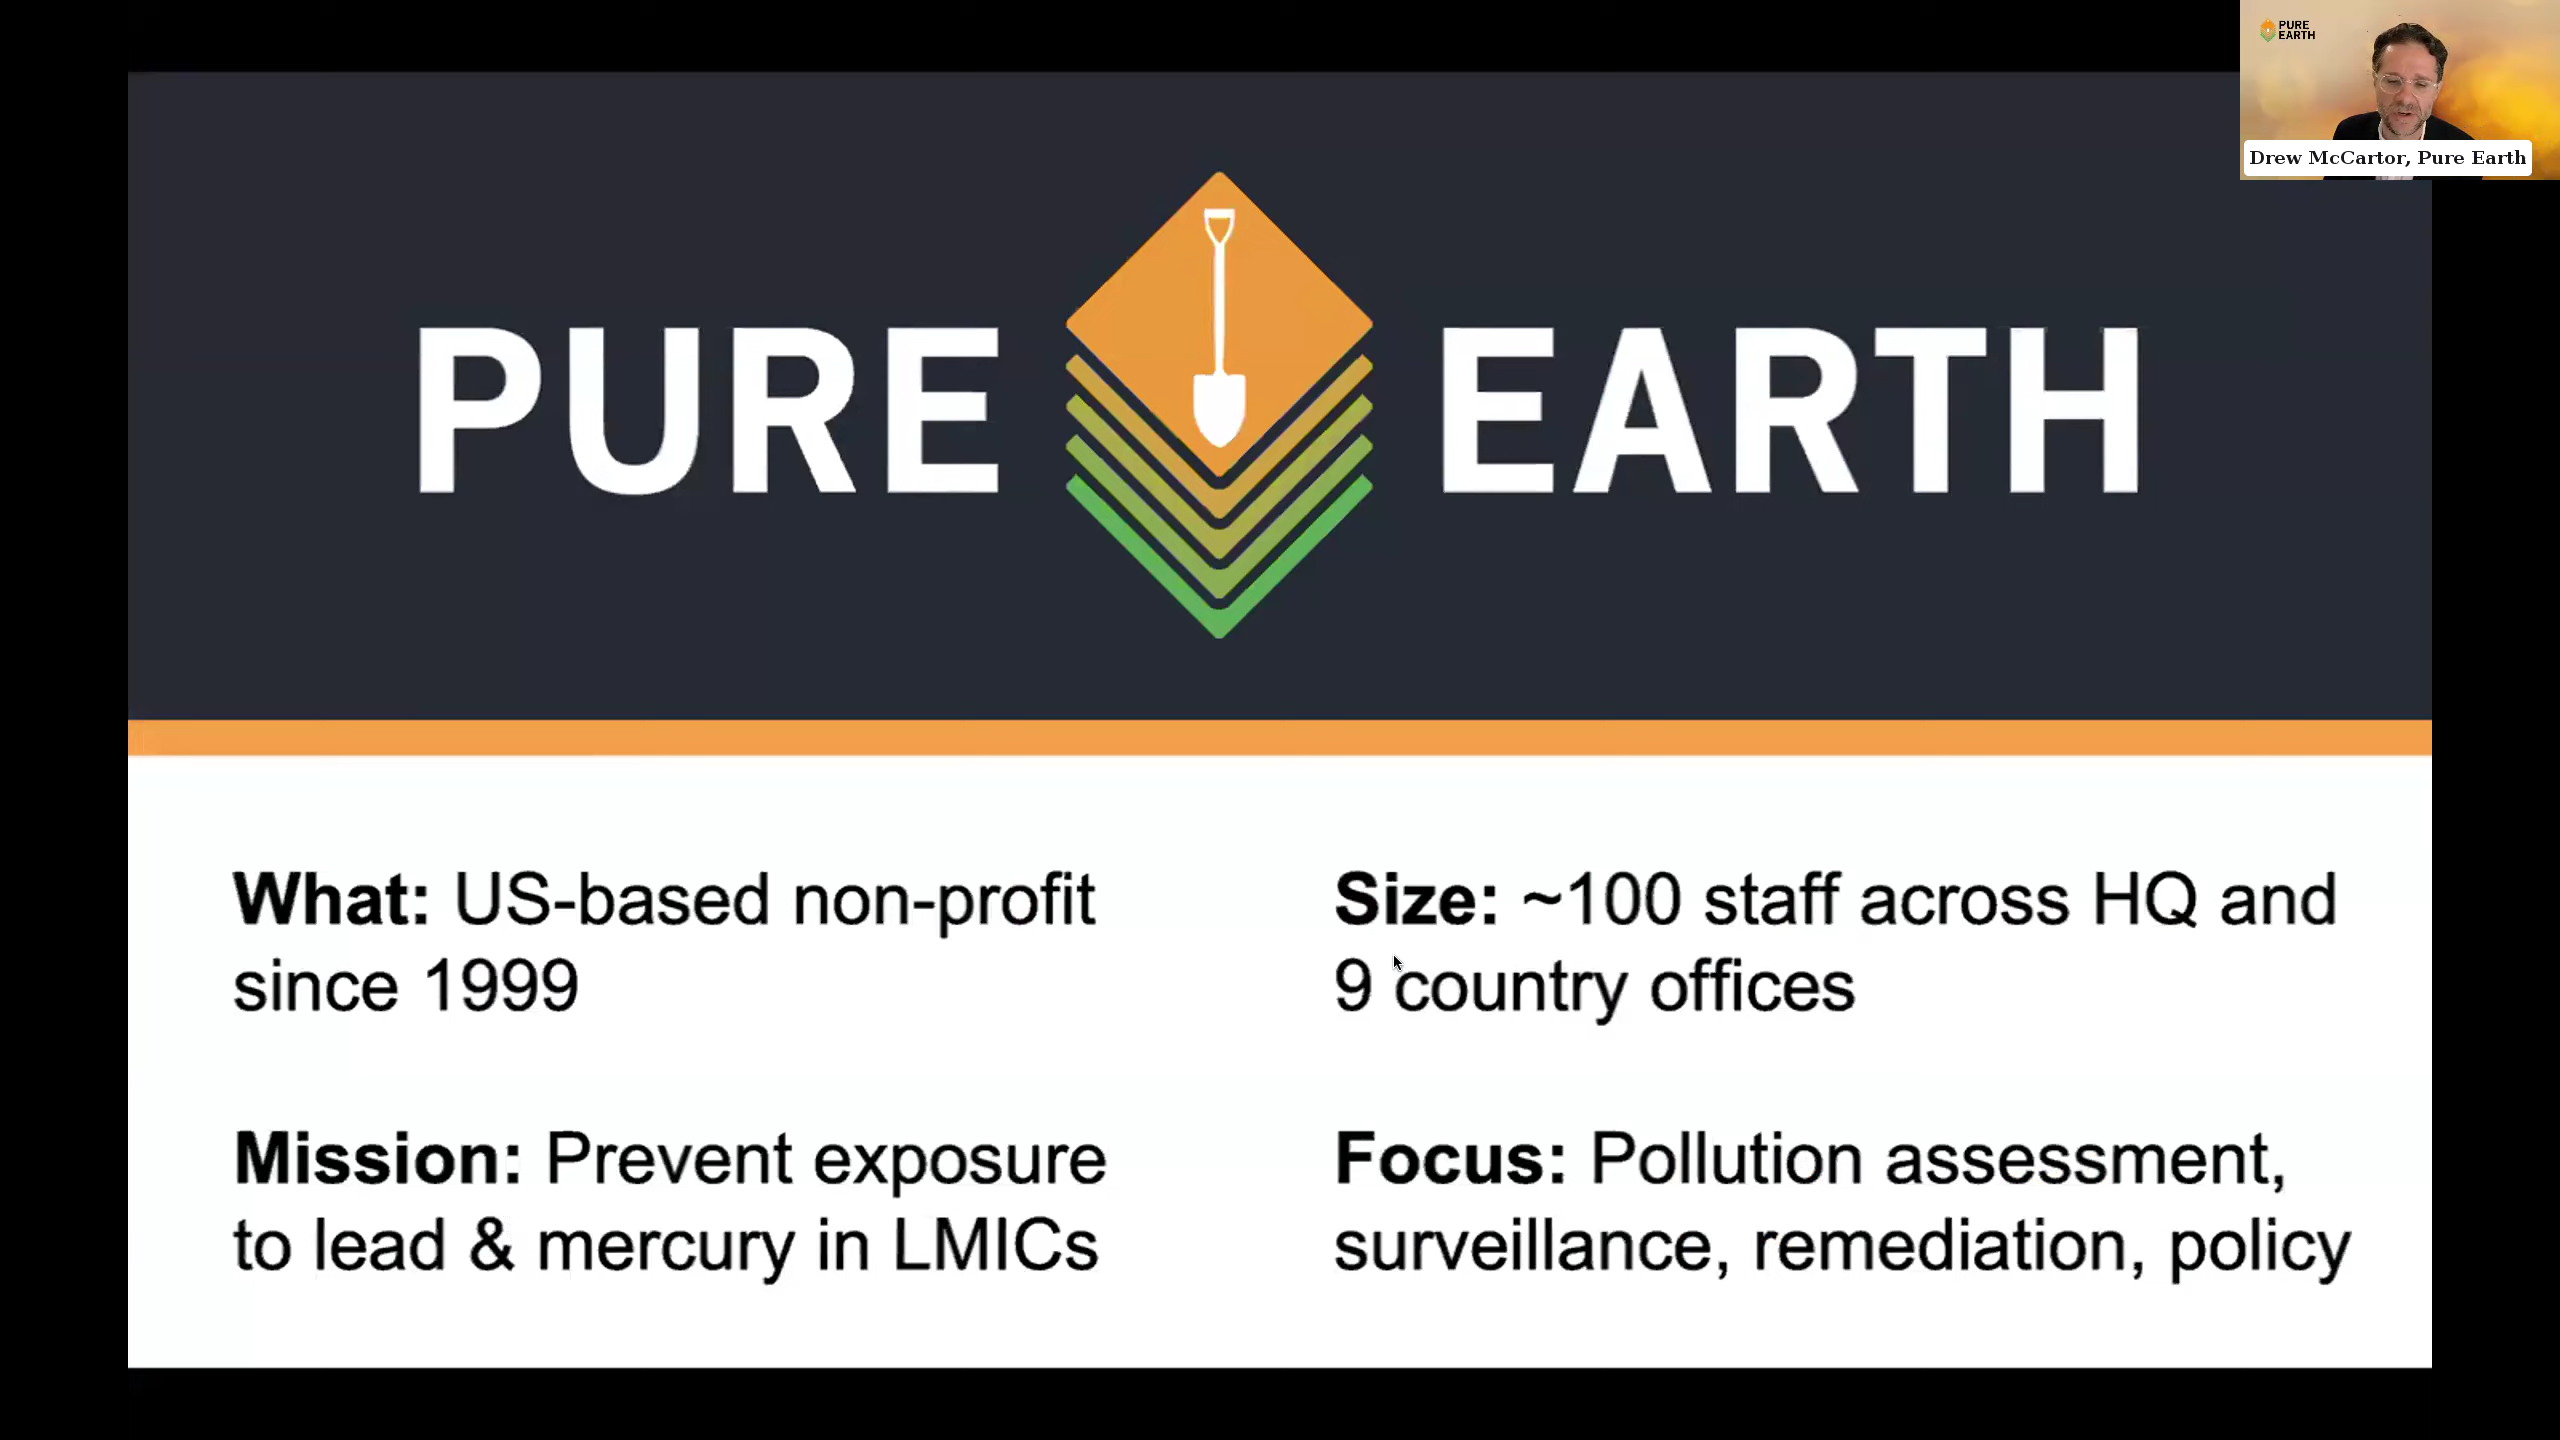 PURE
EARTH
Drew McCartor, Pure Earth
PURE EARTH
What: US-based non-profit
since 1999
Size: ~100 staff across HQ and
9 country offices
Mission: Prevent exposure
to lead & mercury in LMICs
Focus: Pollution assessment,
surveillance, remediation, policy